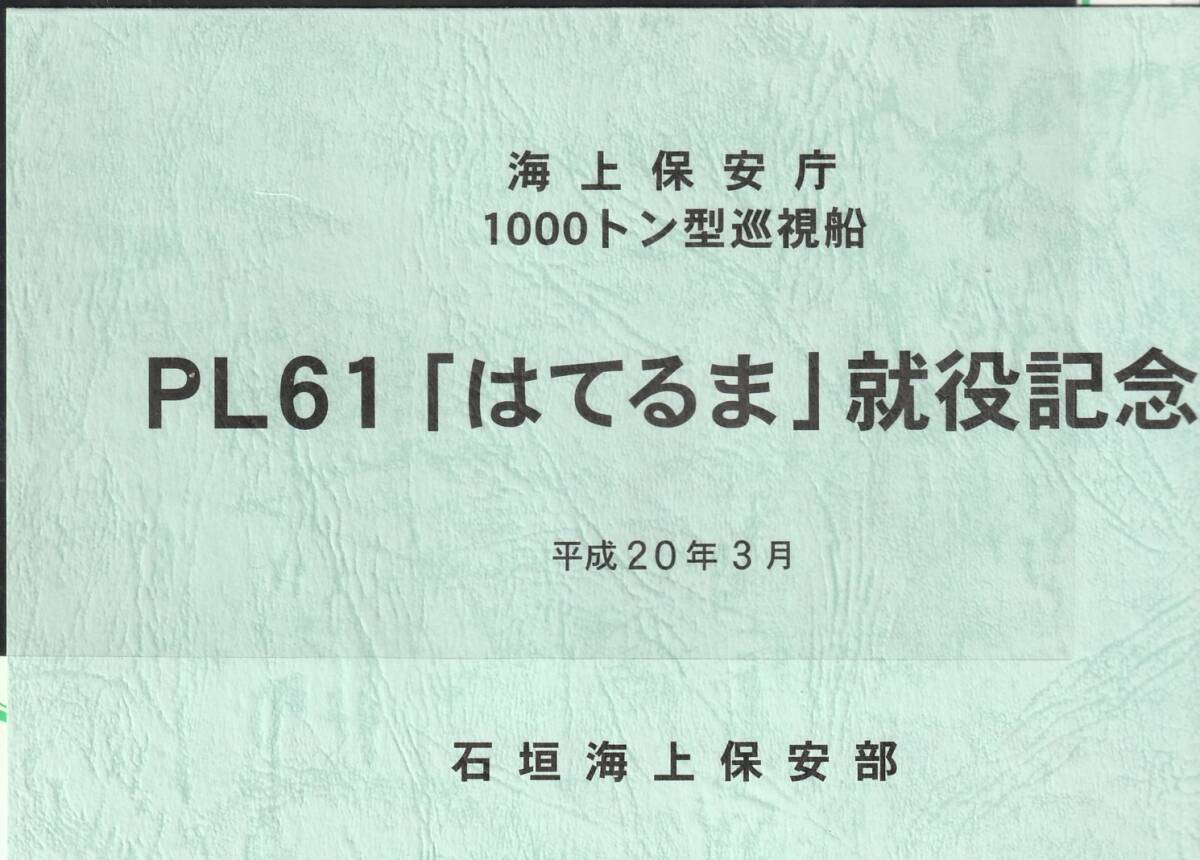 海上保安庁
1000トン型巡視船
PL61「はてるま」就役記念
平成20年3月
石垣海上保安部